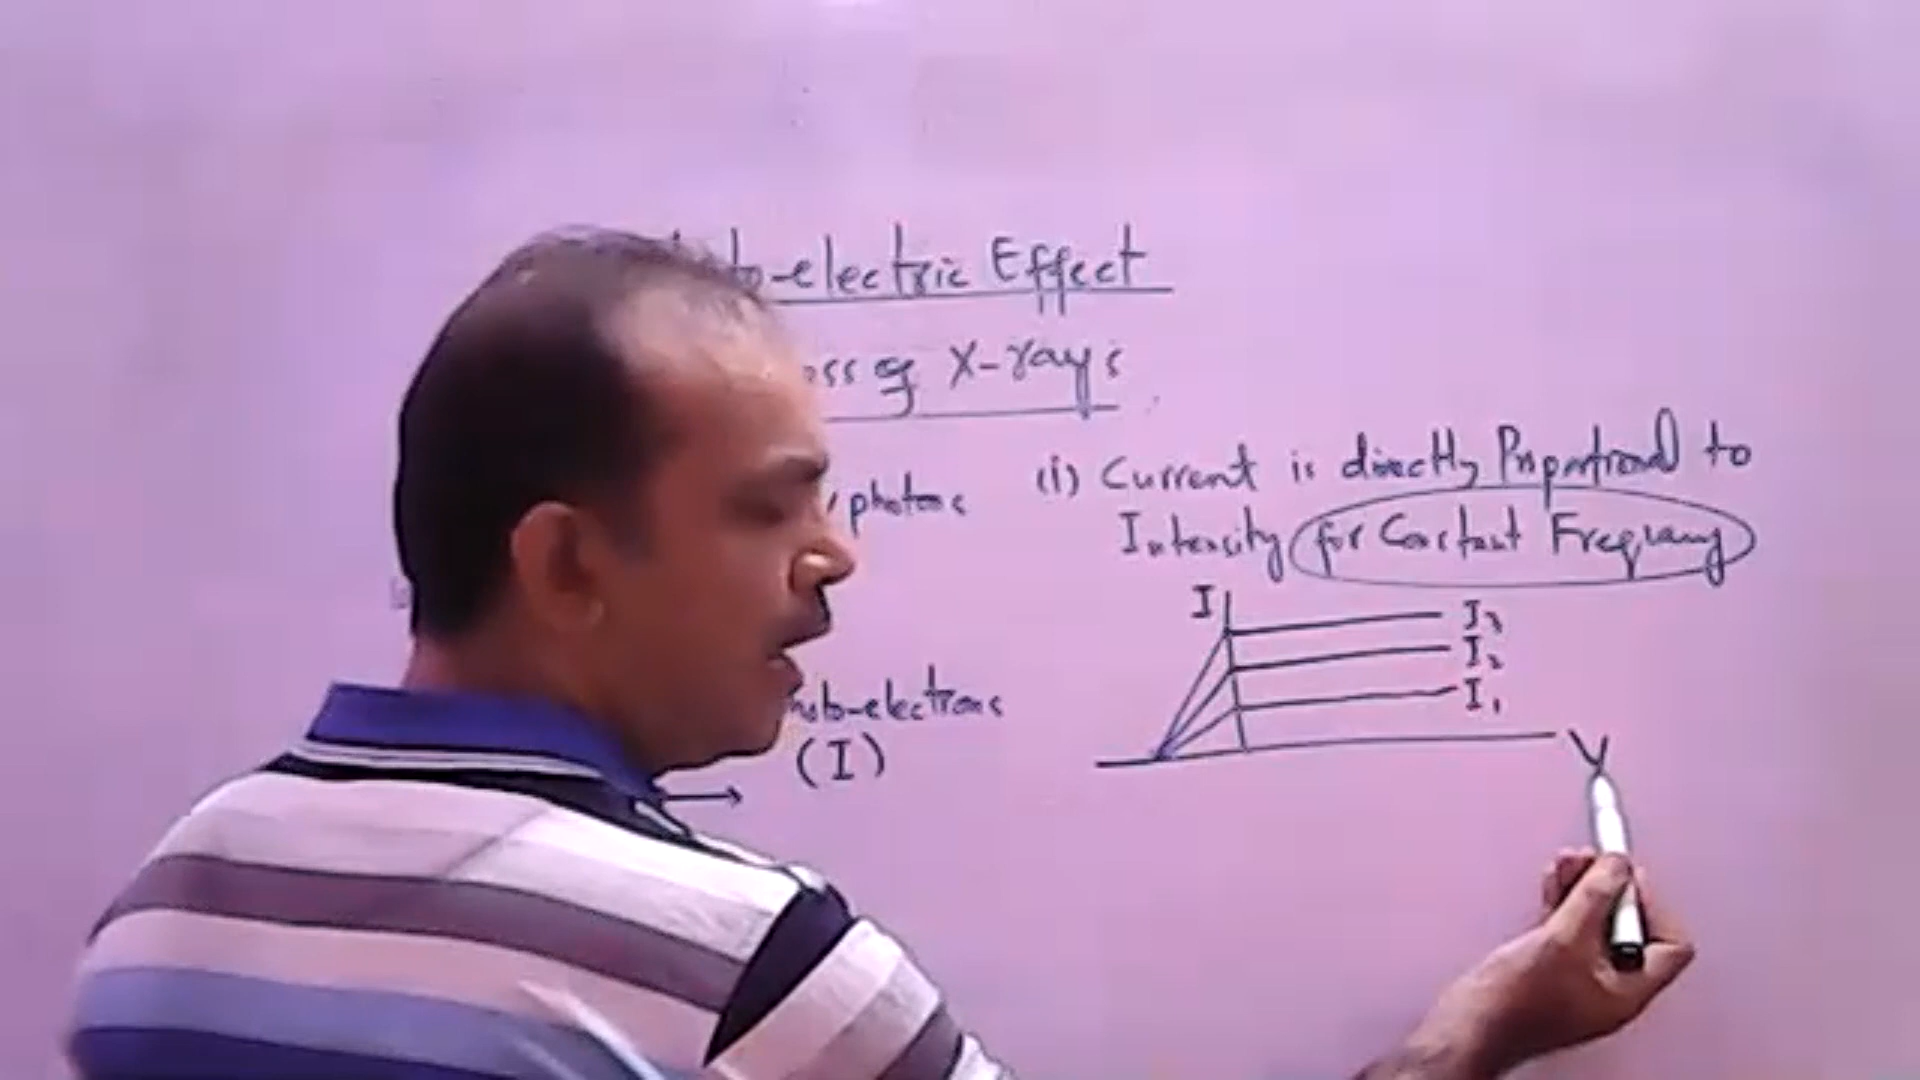 to-electric Effect
oss of X-rays
photons
(i) Current is directly Proportional to
Intensity (for Constant Frequency)
I
I3
I2
I1
V
hoto-electrons
(I)